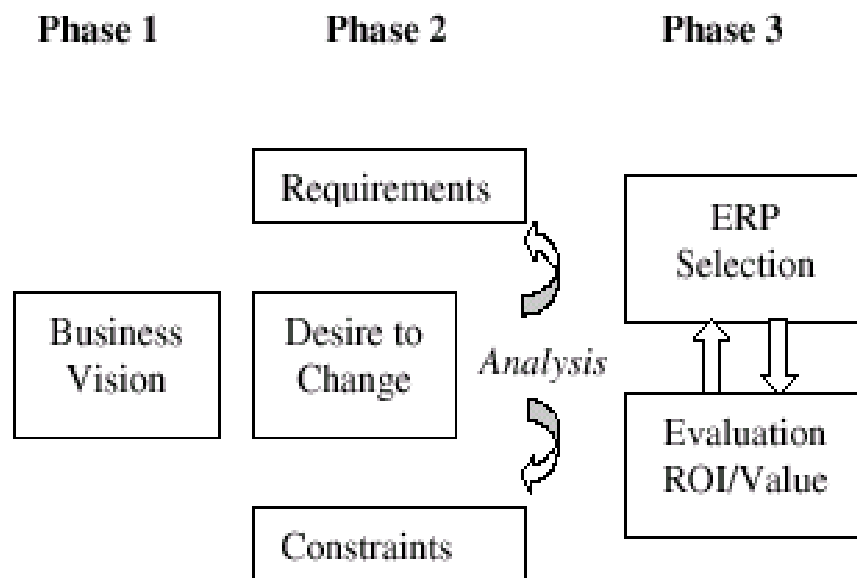 Phase 1
Phase 2
Phase 3
Business
Vision
Requirements
Desire to
Change
Analysis
Constraints
ERP
Selection
Evaluation
ROI/Value